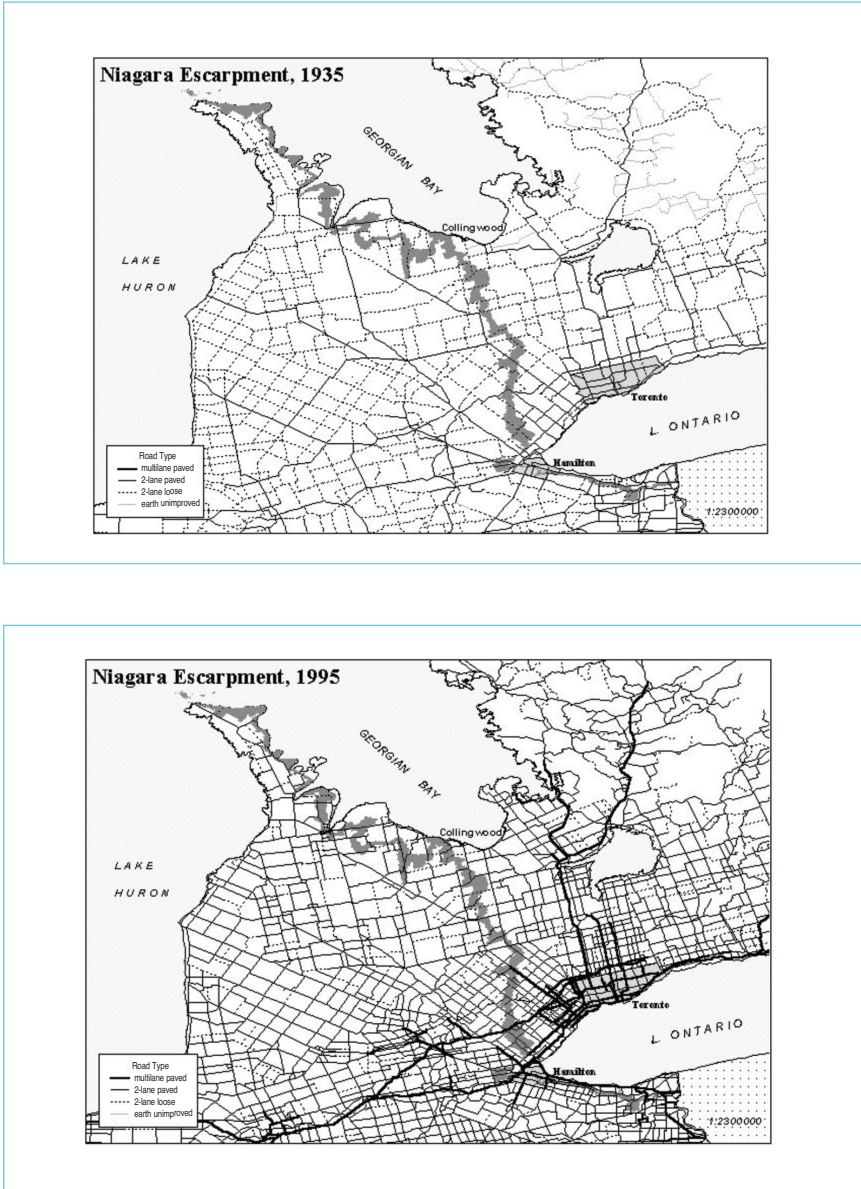 Niagara Escarpment, 1935
GEORGIAN
BAY
Collingwood
LAKE
HURON
Toronto
L. ONTARIO
Hamilton
Road Type
multilane paved
2-lane paved
2-lane loose
earth unimproved
1:2300000
Niagara Escarpment, 1995
GEORGIAN
BAY
Collingwood
LAKE
HURON
Toronto
L. ONTARIO
Hamilton
Road Type
multilane paved
2-lane paved
2-lane loose
earth unimproved
1:2300000